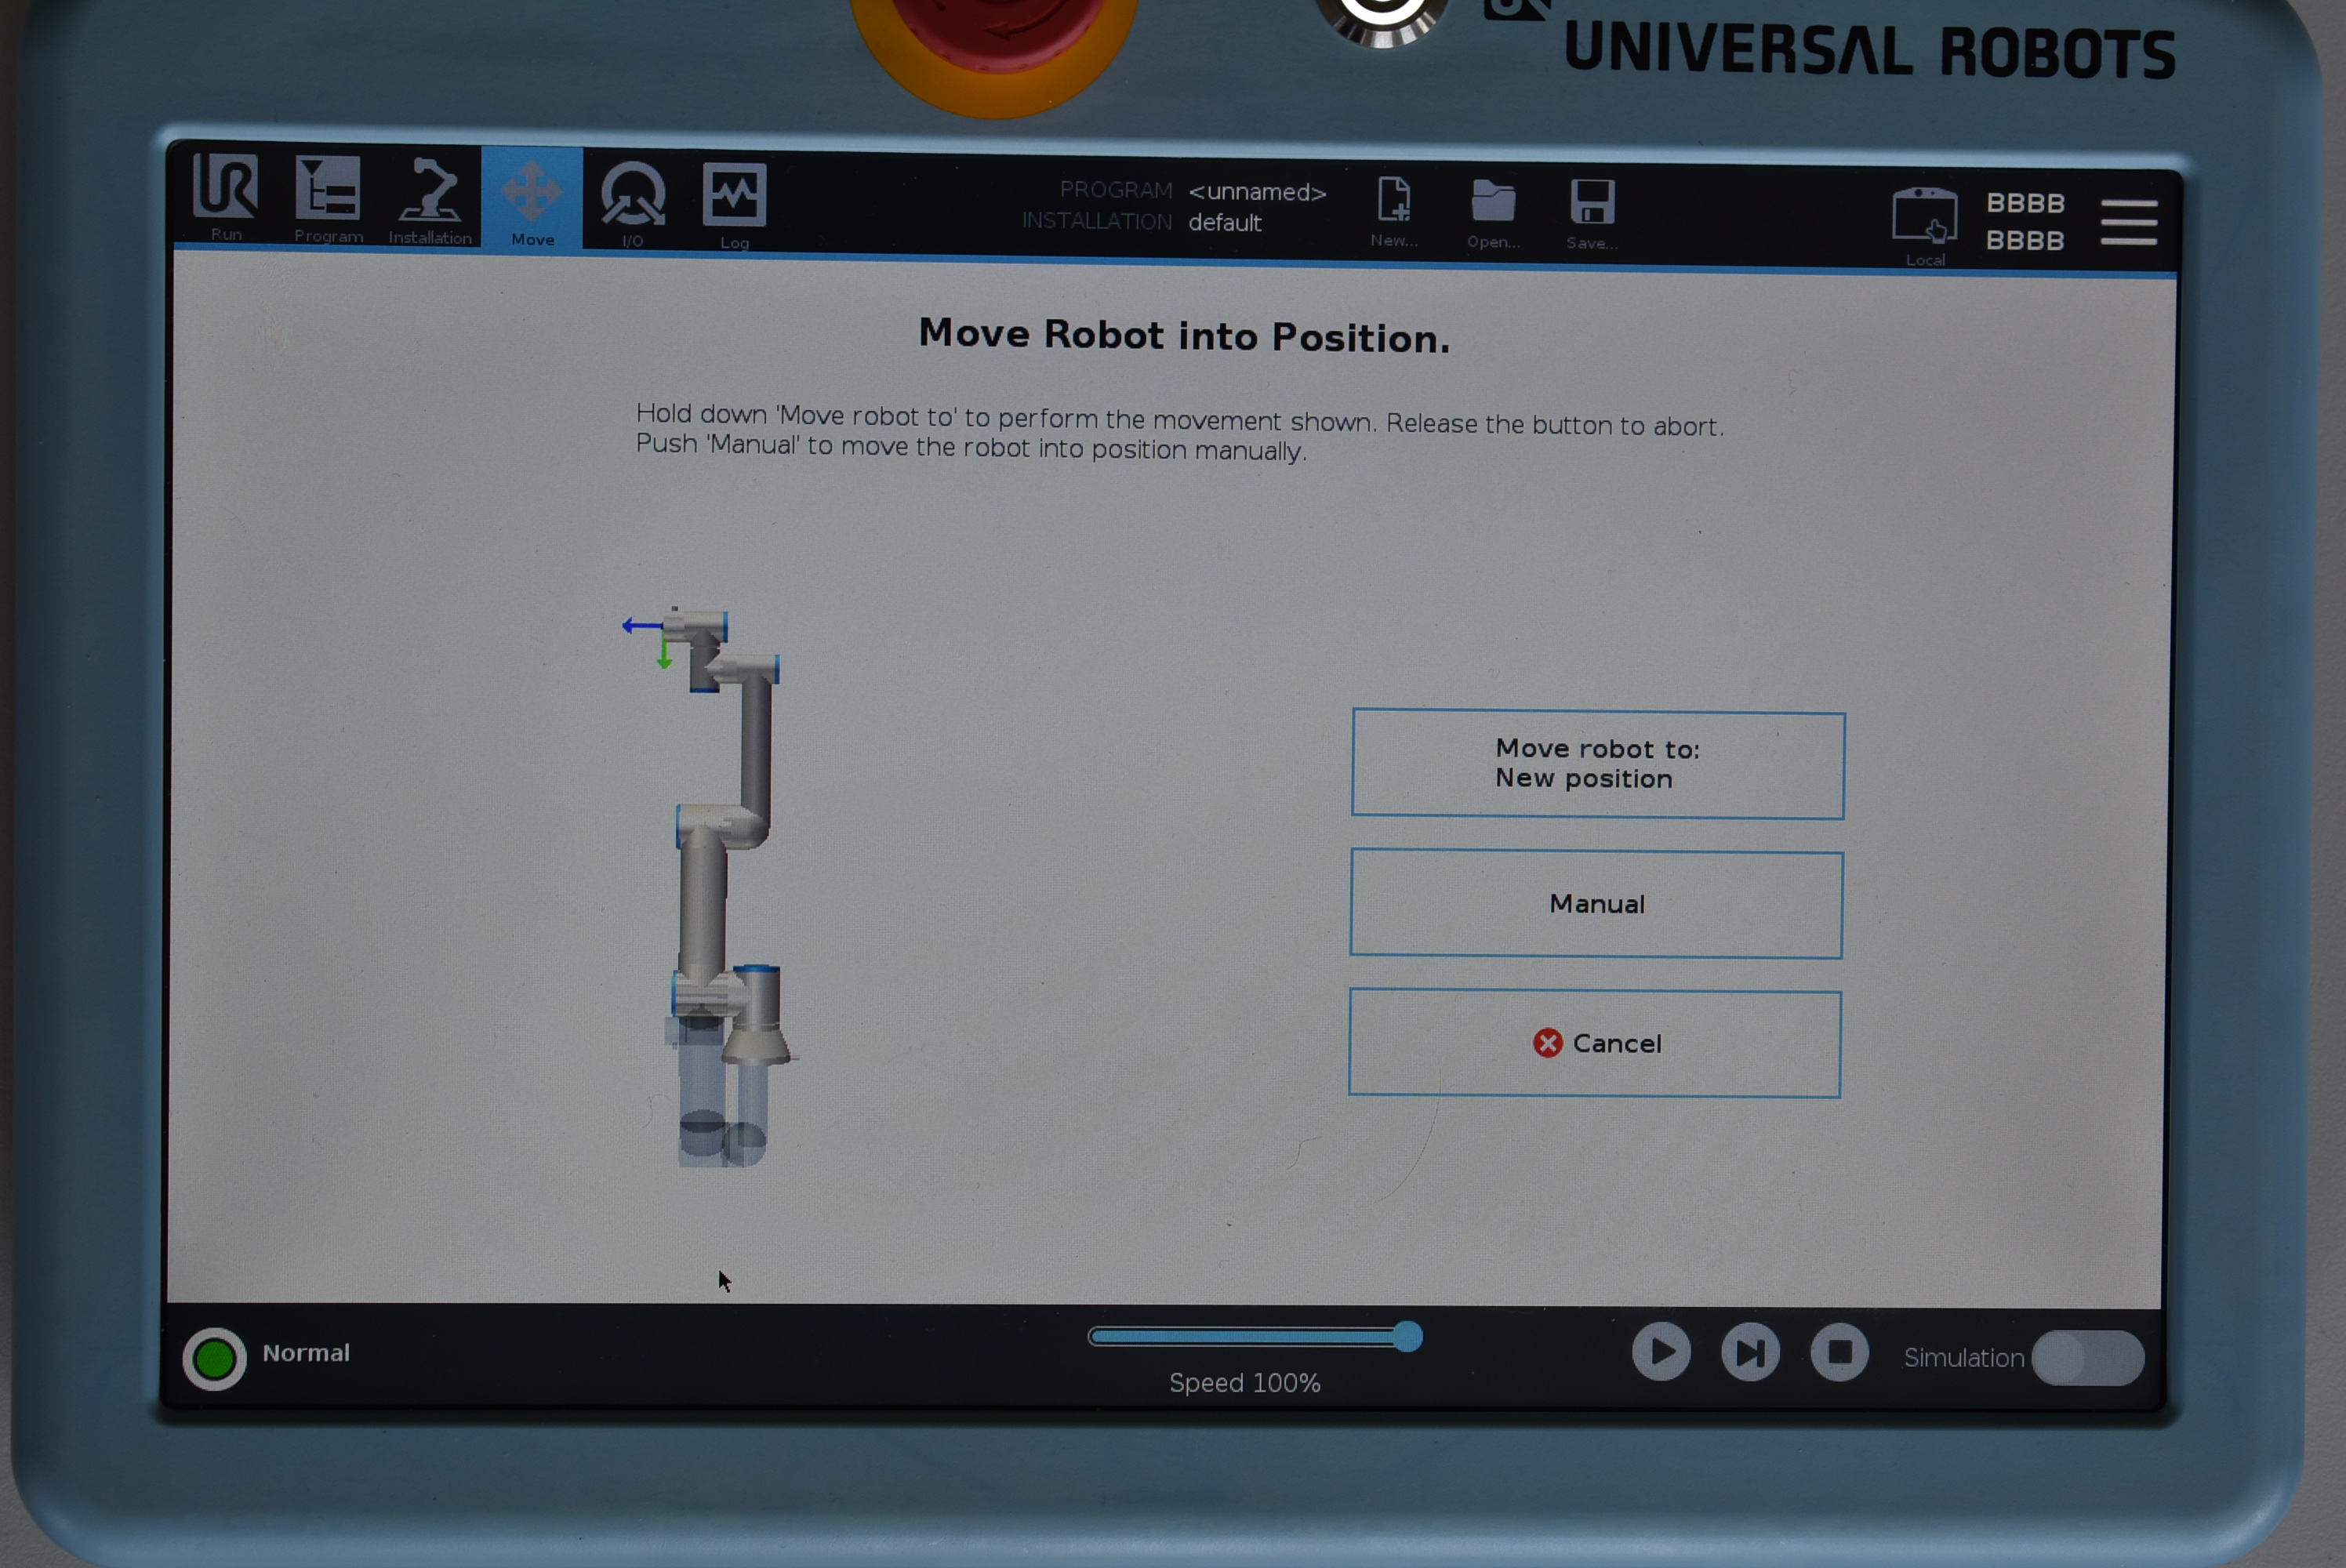 UNIVERSAL ROBOTS
Run
Program
Installation
Move
I/O
Log
PROGRAM <unnamed>
INSTALLATION default
New...
Open...
Save...
Local
BBBB
BBBB
Move Robot into Position.
Hold down 'Move robot to' to perform the movement shown. Release the button to abort.
Push 'Manual' to move the robot into position manually.
Move robot to:
New position
Manual
Cancel
Normal
Speed 100%
Simulation